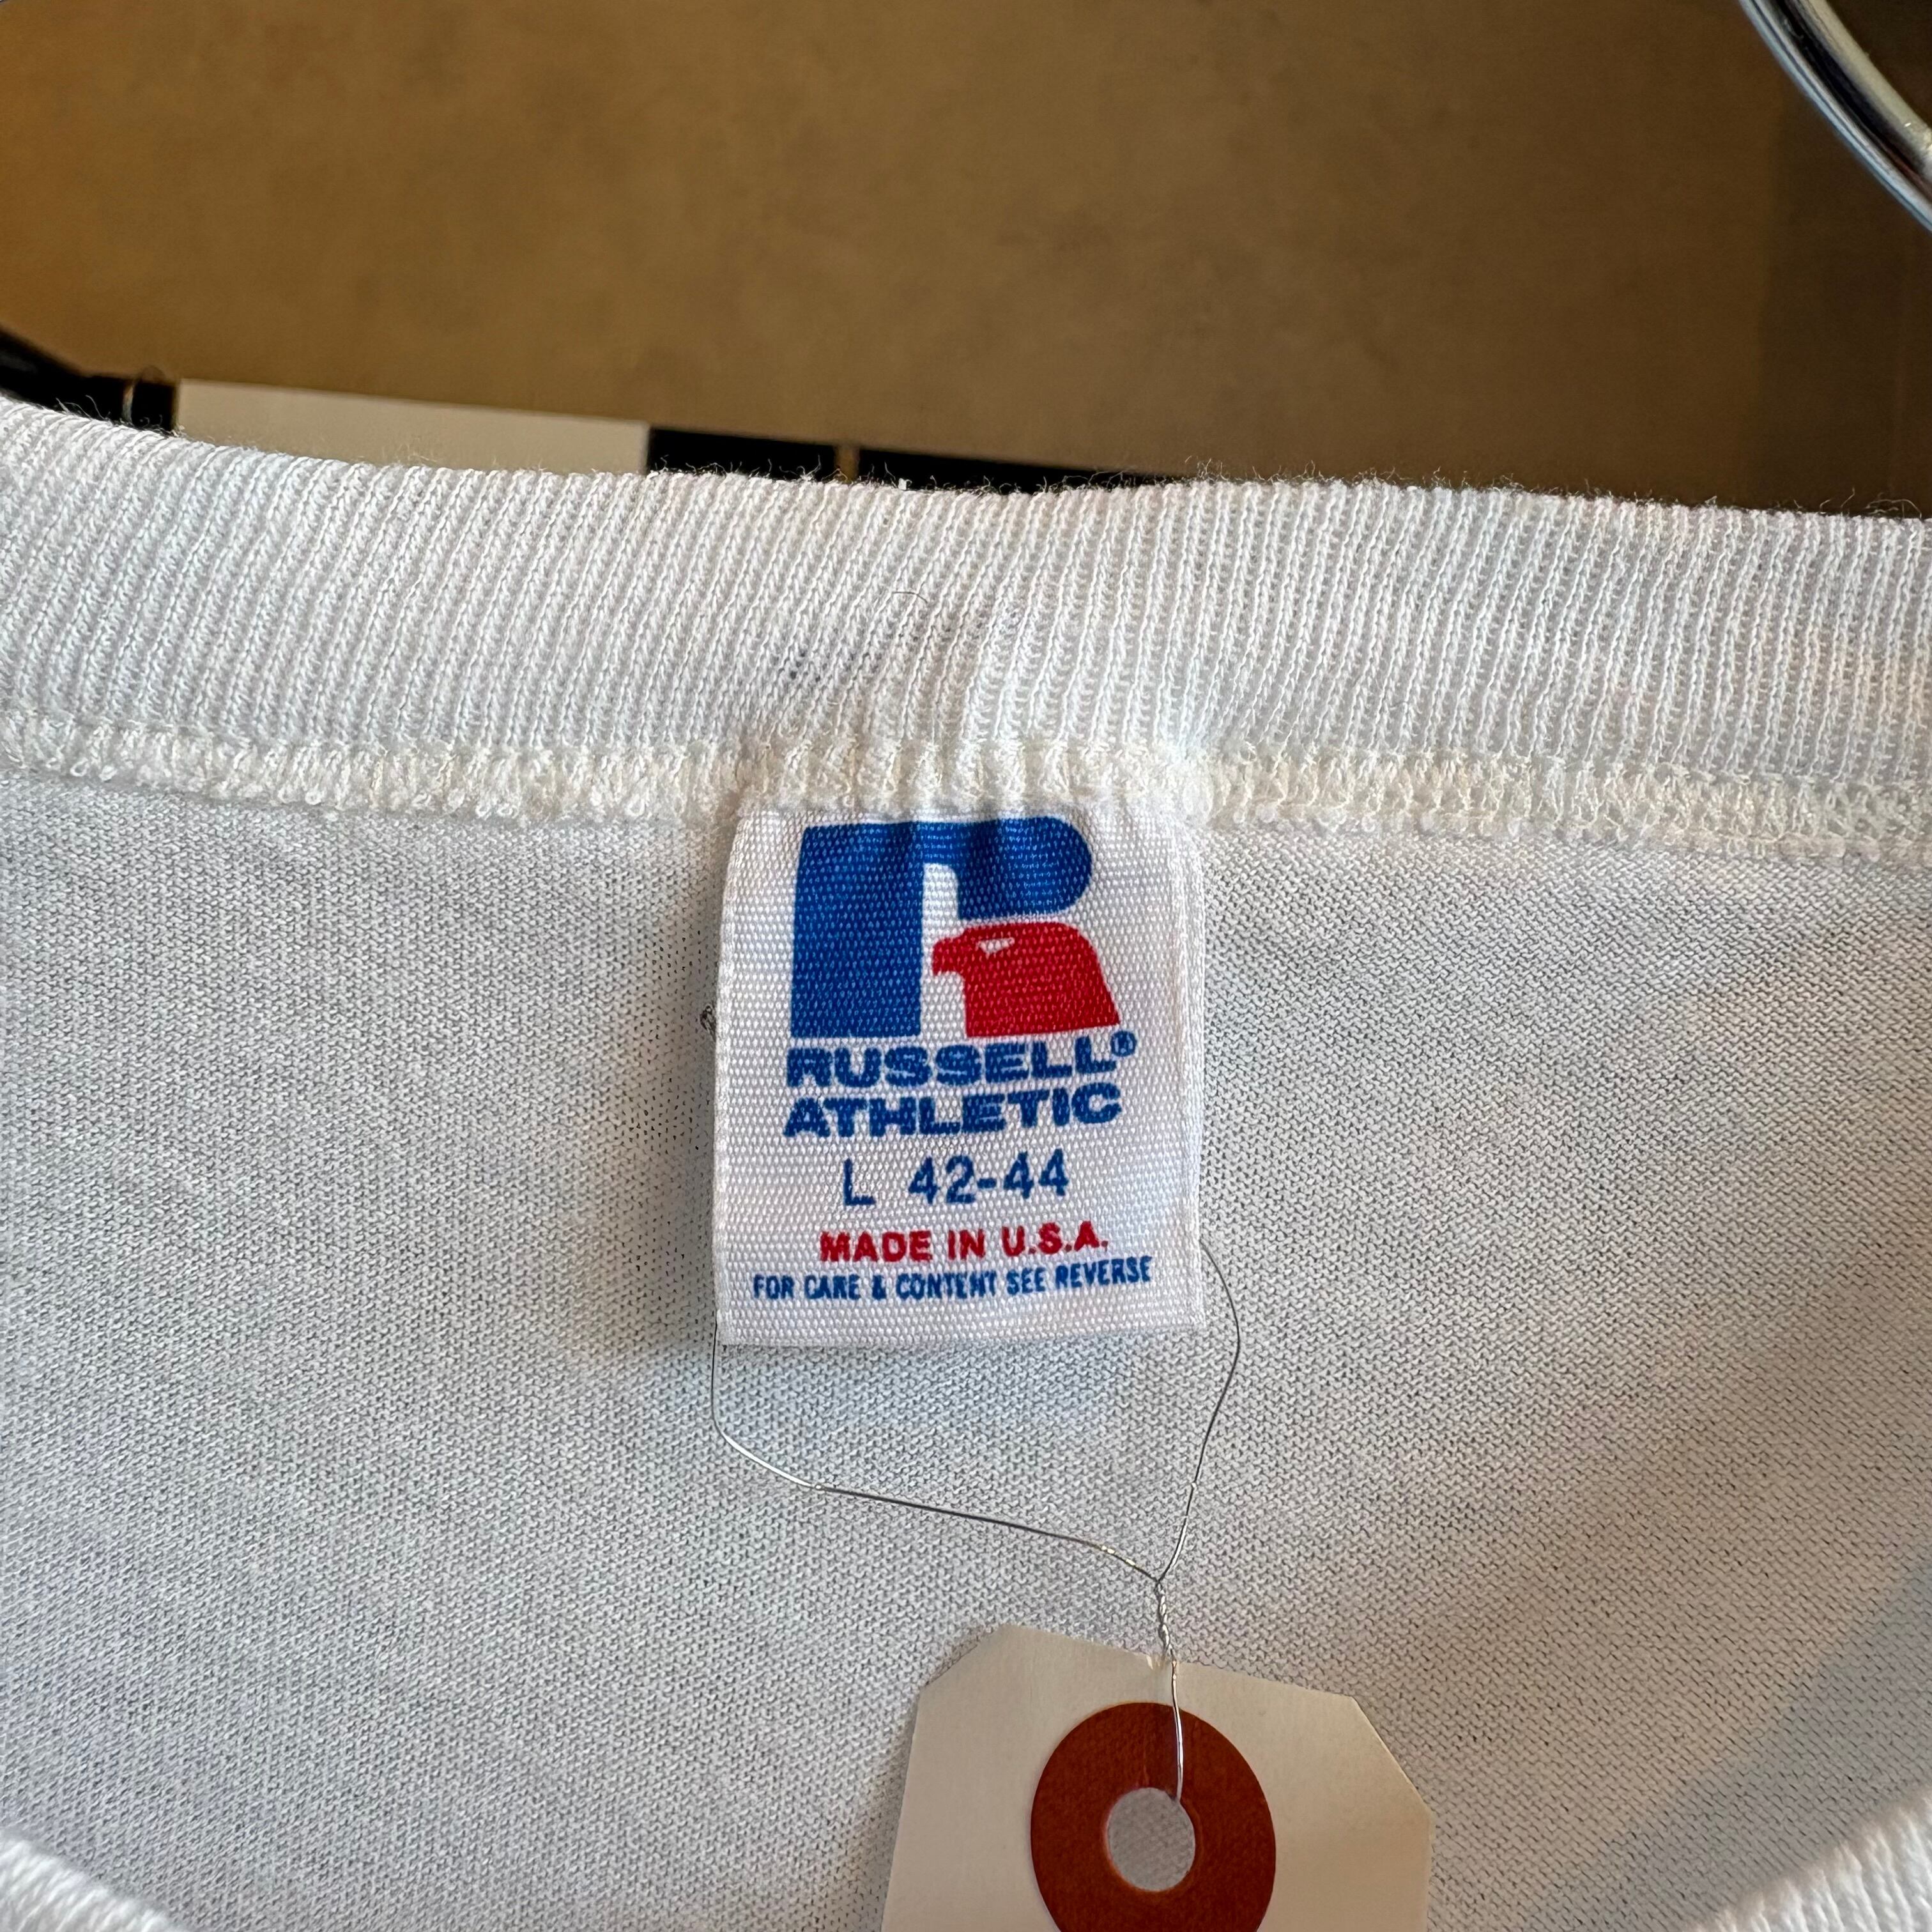 RUSSELL®
ATHLETIC
L 42-44
MADE IN U.S.A.
FOR CARE & CONTENT SEE REVERSE